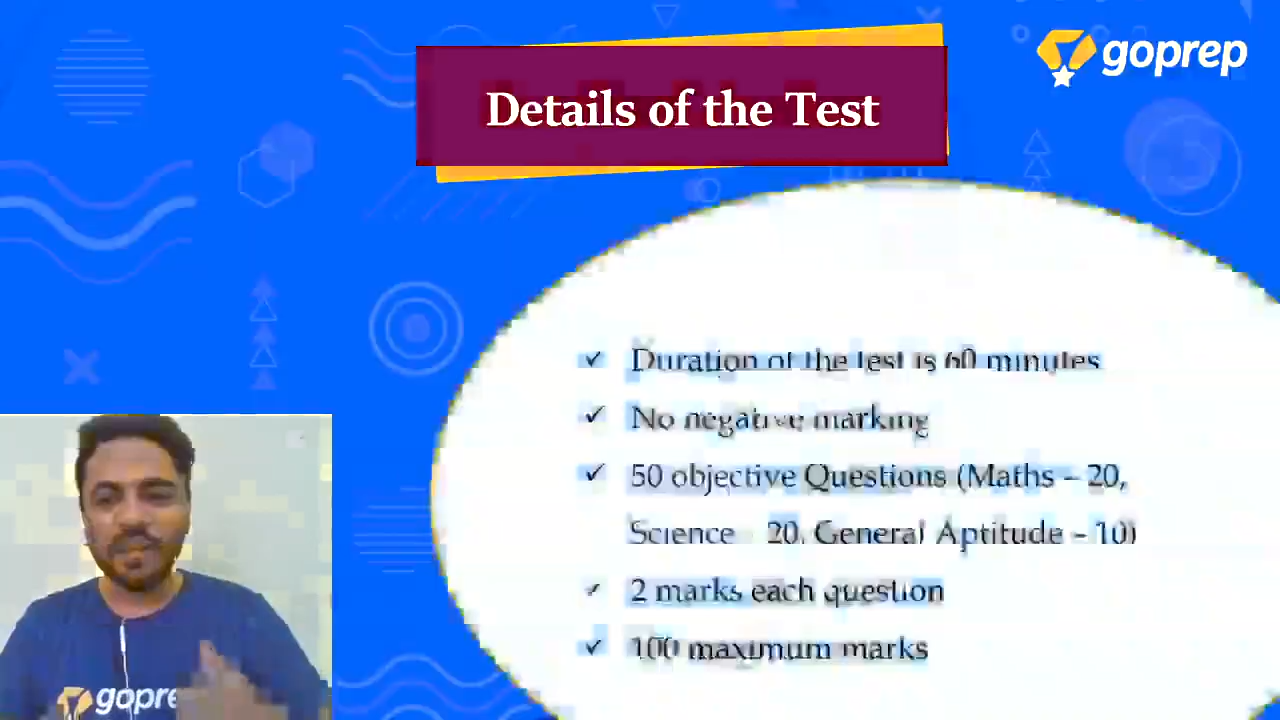 goprep
Details of the Test
Duration of the test is 60 minutes
No negative marking
50 objective Questions (Maths – 20,
Science – 20, General Aptitude – 10)
2 marks each question
100 maximum marks
gopre